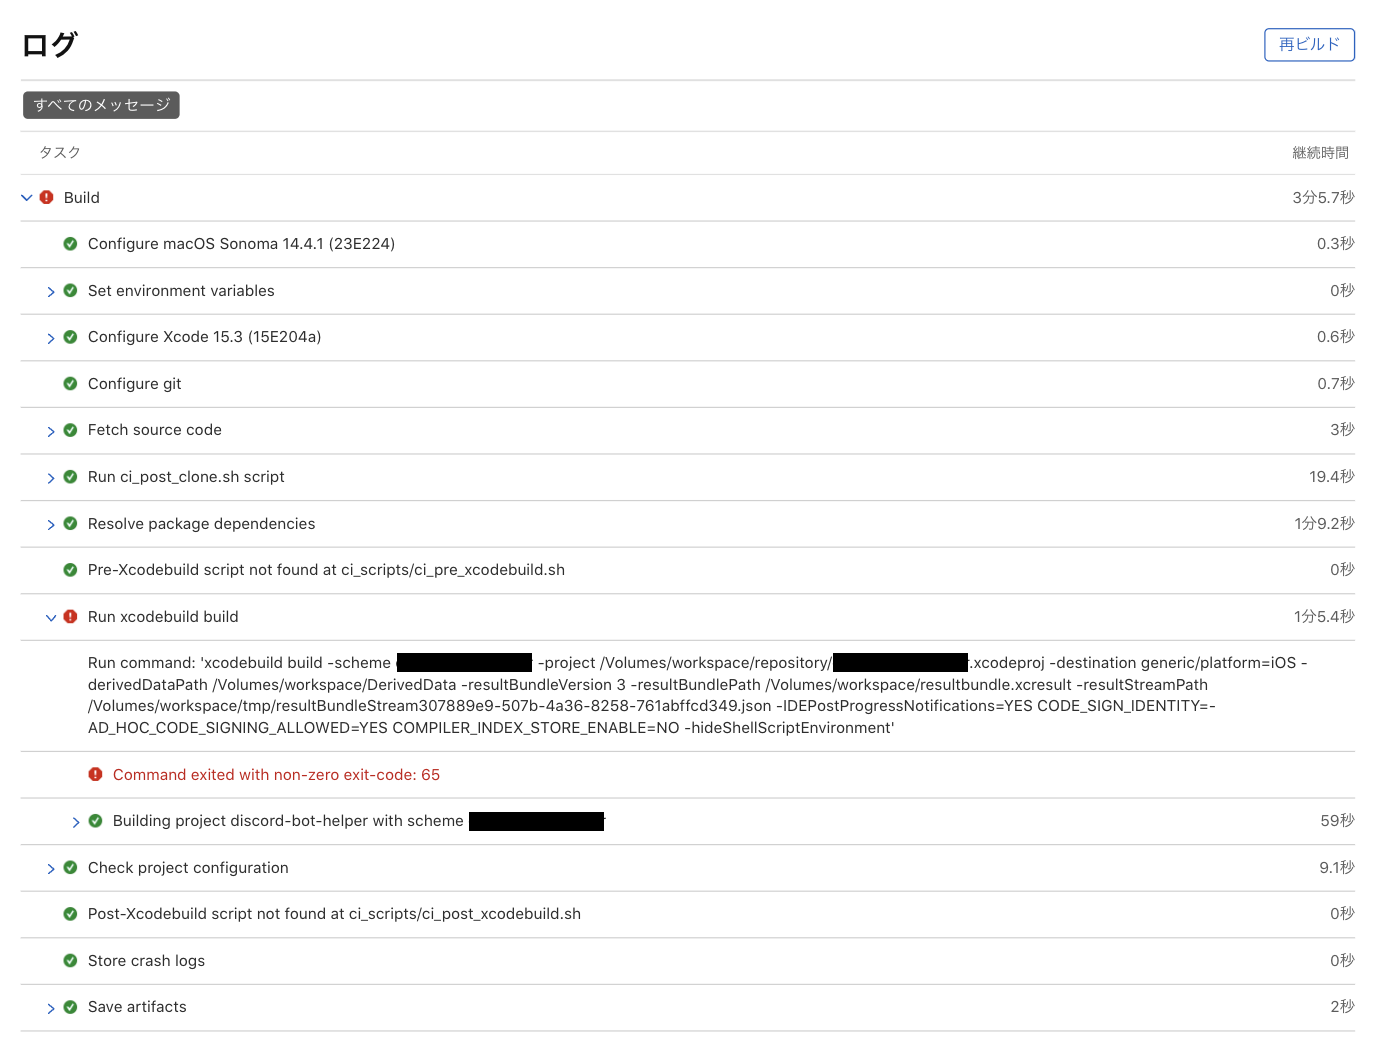 ログ
再ビルド
すべてのメッセージ
タスク 継続時間
Build 3分5.7秒
Configure macOS Sonoma 14.4.1 (23E224) 0.3秒
Set environment variables 0秒
Configure Xcode 15.3 (15E204a) 0.6秒
Configure git 0.7秒
Fetch source code 3秒
Run ci_post_clone.sh script 19.4秒
Resolve package dependencies 1分9.2秒
Pre-Xcodebuild script not found at ci_scripts/ci_pre_xcodebuild.sh 0秒
Run xcodebuild build 1分5.4秒
Run command: 'xcodebuild build -scheme -project /Volumes/workspace/repository/ .xcodeproj -destination generic/platform=iOS -
derivedDataPath /Volumes/workspace/DerivedData -resultBundleVersion 3 -resultBundlePath /Volumes/workspace/resultbundle.xcresult -resultStreamPath
/Volumes/workspace/tmp/resultBundleStream307889e9-507b-4a36-8258-761abffcd349.json -IDEPostProgressNotifications=YES CODE_SIGN_IDENTITY=-
AD_HOC_CODE_SIGNING_ALLOWED=YES COMPILER_INDEX_STORE_ENABLE=NO -hideShellScriptEnvironment'
Command exited with non-zero exit-code: 65
Building project discord-bot-helper with scheme 59秒
Check project configuration 9.1秒
Post-Xcodebuild script not found at ci_scripts/ci_post_xcodebuild.sh 0秒
Store crash logs 0秒
Save artifacts 2秒